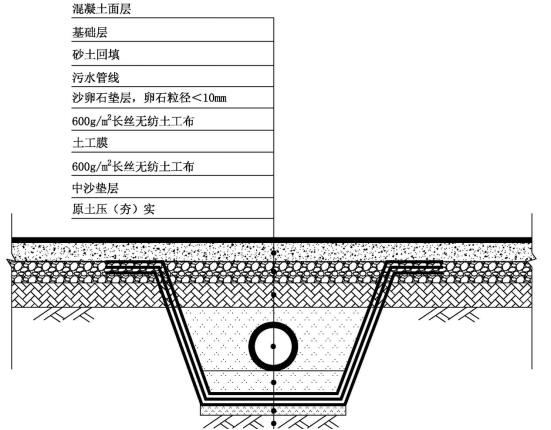 混凝土面层
基础层
砂土回填
污水管线
沙卵石垫层，卵石粒径＜10mm
600g/m²长丝无纺土工布
土工膜
600g/m²长丝无纺土工布
中沙垫层
原土压（夯）实